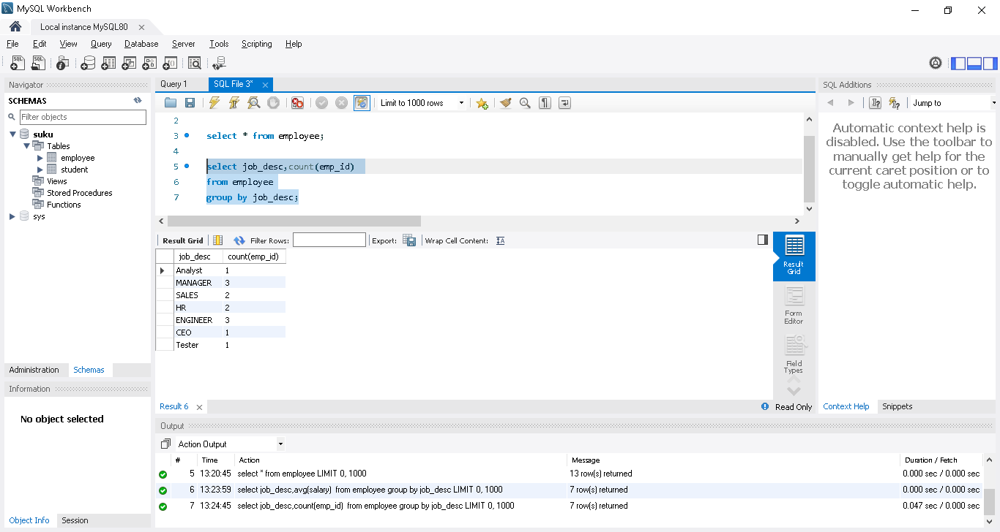 MySQL Workbench
Local instance MySQL80
File Edit View Query Database Server Tools Scripting Help
Navigator
SCHEMAS
Filter objects
suku
Tables
employee
student
Views
Stored Procedures
Functions
sys
Administration Schemas
Information
No object selected
Object Info Session
Query 1 SQL File 3*
Limit to 1000 rows
2
3 select * from employee;
4
5 select job_desc,count(emp_id)
6 from employee
7 group by job_desc;
Result Grid Filter Rows: Export: Wrap Cell Content:
job_desc count(emp_id)
Analyst 1
MANAGER 3
SALES 2
HR 2
ENGINEER 3
CEO 1
Tester 1
Result Grid
Form Editor
Field Types
Result 6
Read Only
SQL Additions
Jump to
Automatic context help is
disabled. Use the toolbar to
manually get help for the
current caret position or to
toggle automatic help.
Context Help Snippets
Output
Action Output
# Time Action Message Duration / Fetch
5 13:20:45 select * from employee LIMIT 0, 1000 13 row(s) returned 0.000 sec / 0.000 sec
6 13:23:59 select job_desc,avg(salary) from employee group by job_desc LIMIT 0, 1000 7 row(s) returned 0.000 sec / 0.000 sec
7 13:24:45 select job_desc,count(emp_id) from employee group by job_desc LIMIT 0, 1000 7 row(s) returned 0.047 sec / 0.000 sec